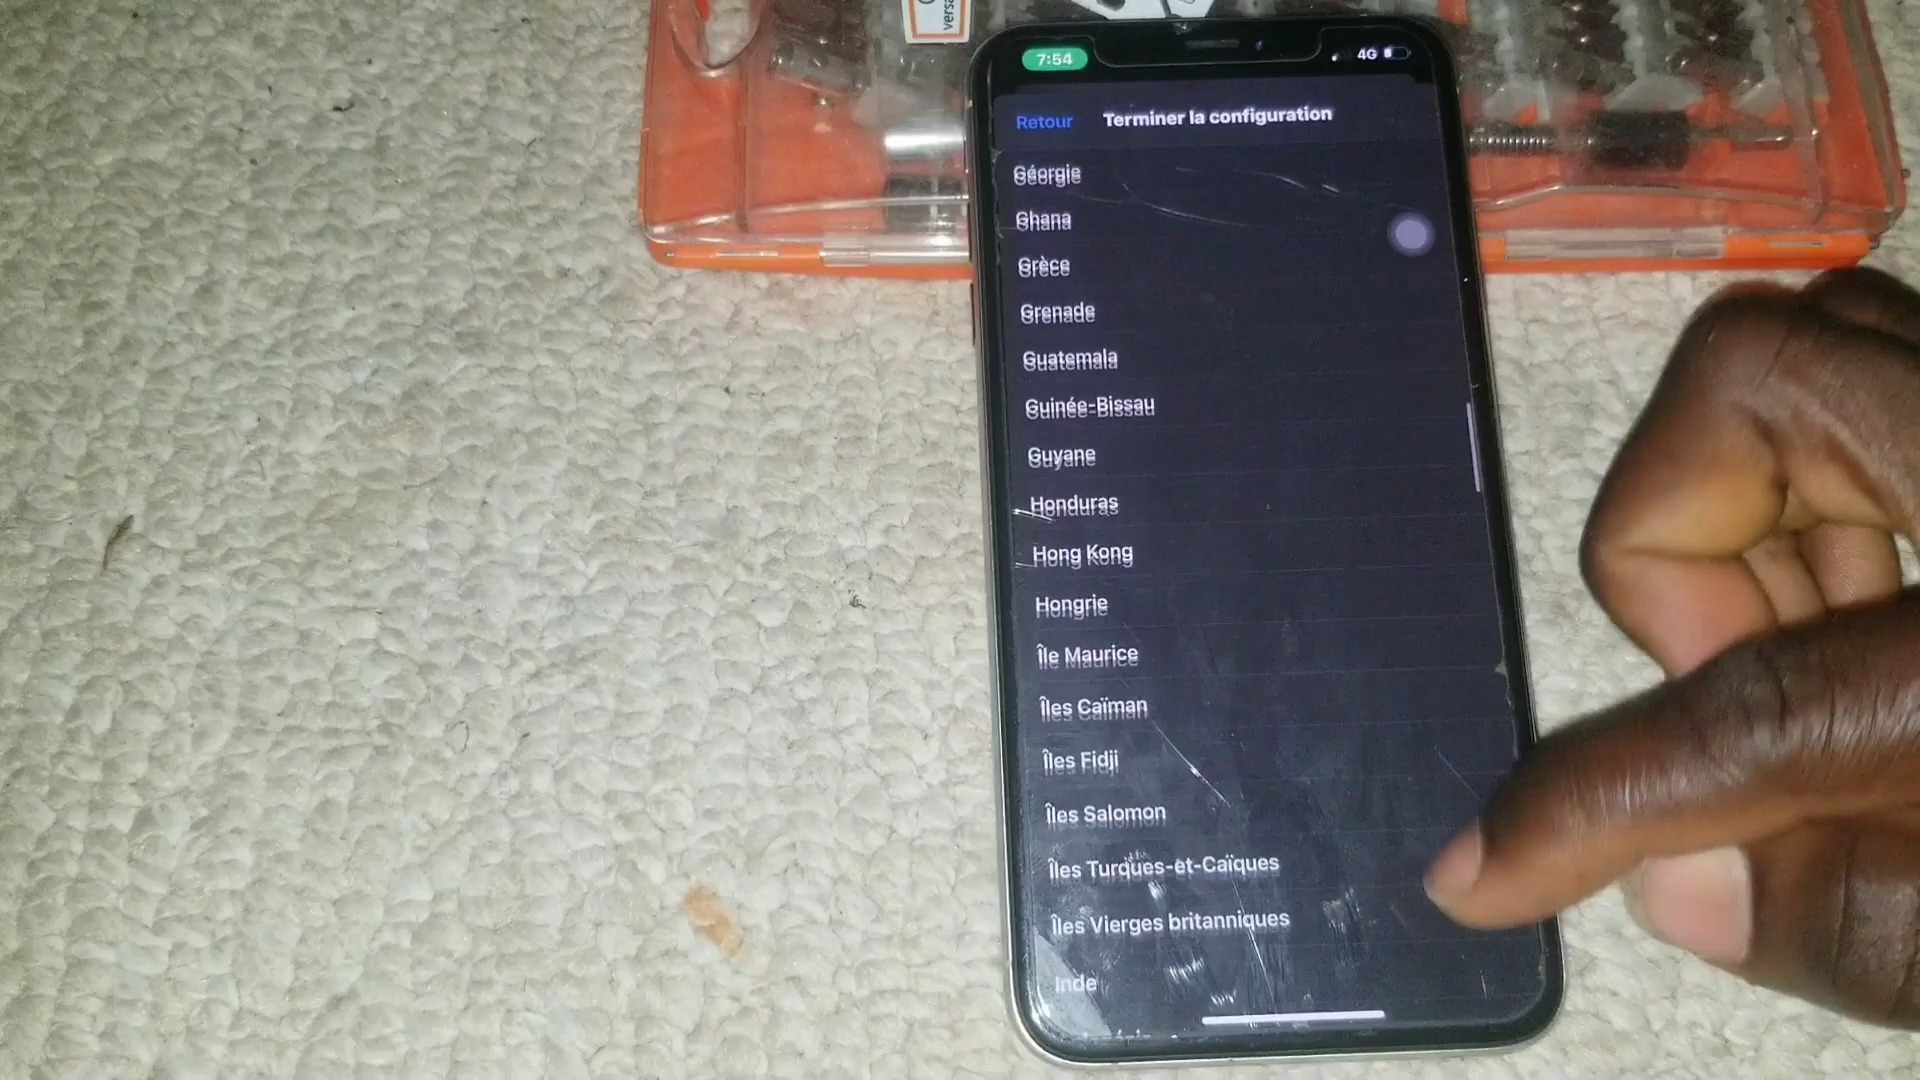 7:54
4G
Retour
Terminer la configuration
Géorgie
Ghana
Grèce
Grenade
Guatemala
Guinée-Bissau
Guyane
Honduras
Hong Kong
Hongrie
Île Maurice
Îles Caïman
Îles Fidji
Îles Salomon
Îles Turques-et-Caïques
Îles Vierges britanniques
Inde